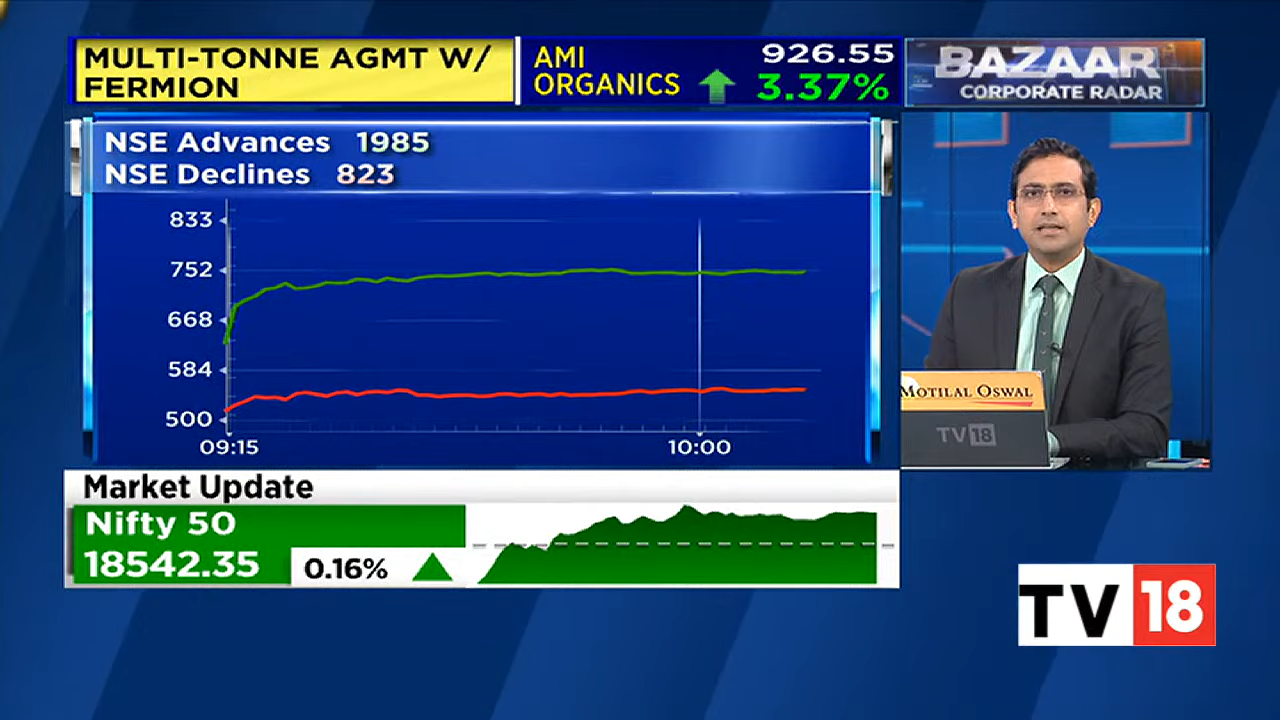 MULTI-TONNE AGMT W/
FERMION
AMI
ORGANICS
926.55
3.37%
BAZAAR
CORPORATE RADAR
NSE Advances 1985
NSE Declines 823
833
752
668
584
500
09:15
10:00
MOTILAL OSWAL
TV18
Market Update
Nifty 50
18542.35
0.16%
TV18